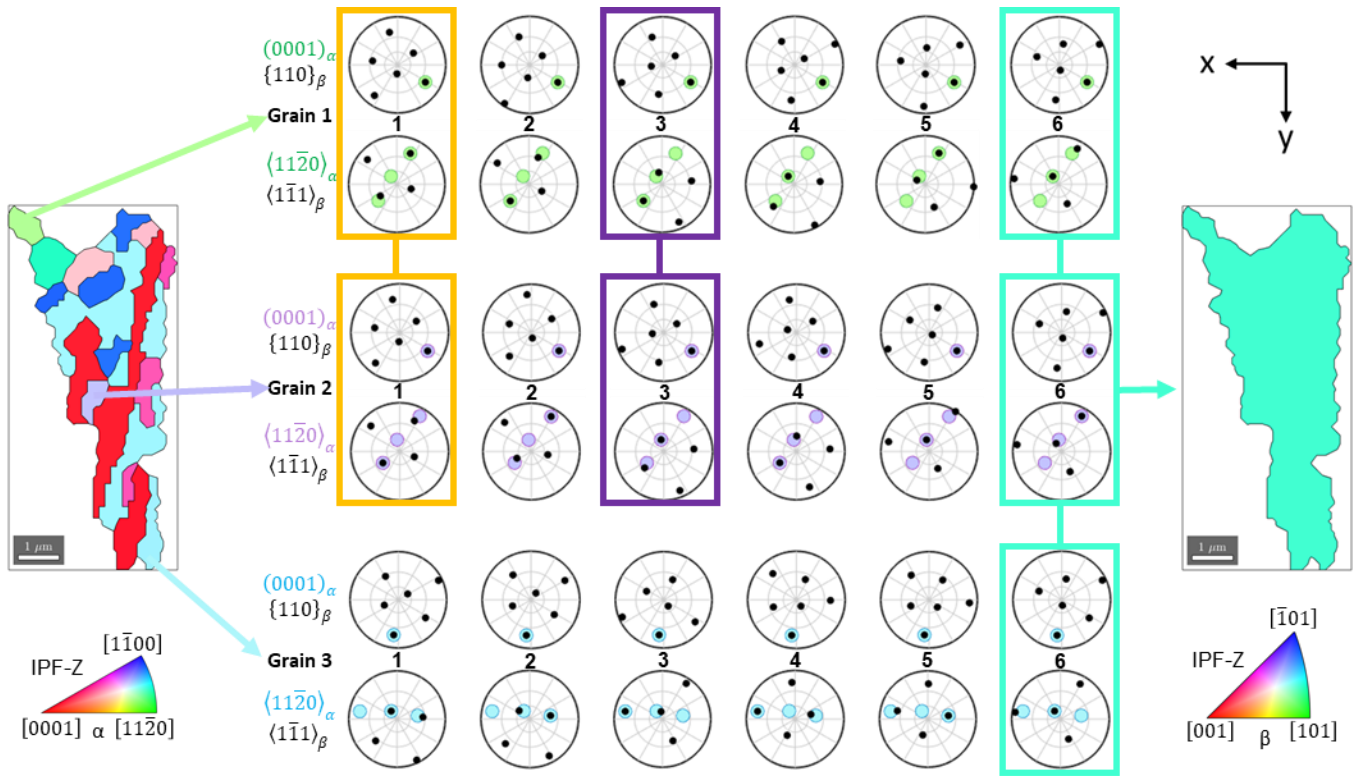 (0001)α
{110}β
Grain 1
1 2 3 4 5 6
⟨112̅0⟩α
⟨11̅1⟩β
x
y
(0001)α
{110}β
Grain 2
1 2 3 4 5 6
⟨112̅0⟩α
⟨11̅1⟩β
1 μm
1 μm
(0001)α
{110}β
Grain 3
1 2 3 4 5 6
⟨112̅0⟩α
⟨11̅1⟩β
[11̅00]
IPF-Z
[0001] α [112̅0]
[1̅01]
IPF-Z
[001] β [101]